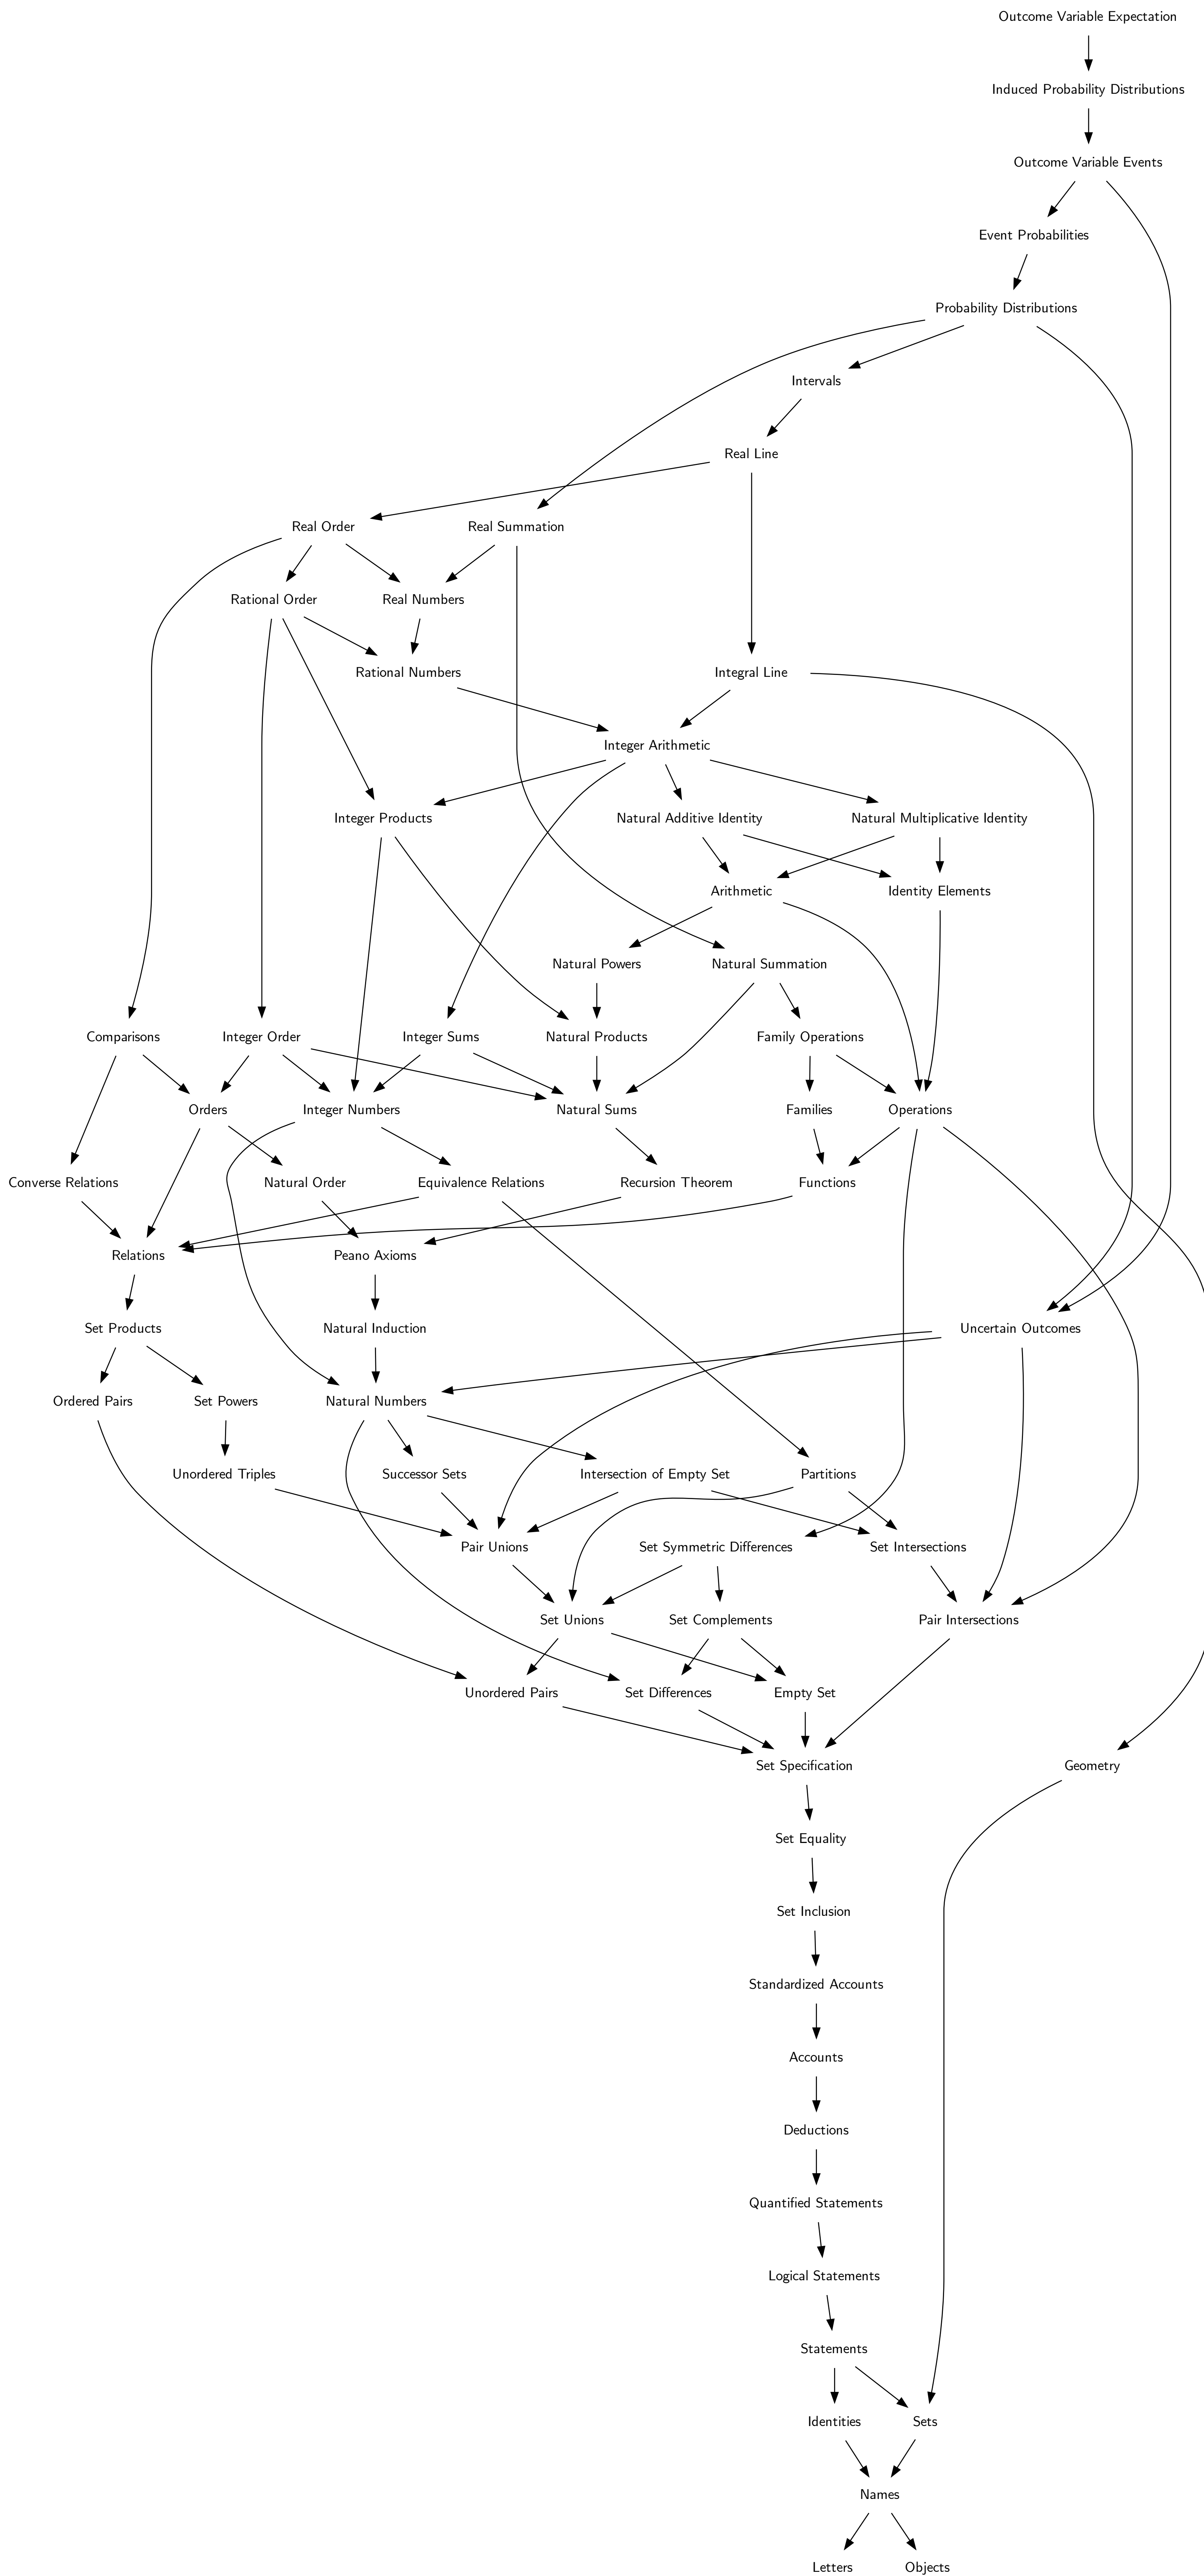 Outcome Variable Expectation
Induced Probability Distributions
Outcome Variable Events
Event Probabilities
Probability Distributions
Intervals
Real Line
Real Order
Real Summation
Rational Order
Real Numbers
Rational Numbers
Integral Line
Integer Arithmetic
Integer Products
Natural Additive Identity
Natural Multiplicative Identity
Arithmetic
Identity Elements
Natural Powers
Natural Summation
Comparisons
Integer Order
Integer Sums
Natural Products
Family Operations
Orders
Integer Numbers
Natural Sums
Families
Operations
Converse Relations
Natural Order
Equivalence Relations
Recursion Theorem
Functions
Relations
Peano Axioms
Set Products
Natural Induction
Uncertain Outcomes
Ordered Pairs
Set Powers
Natural Numbers
Unordered Triples
Successor Sets
Intersection of Empty Set
Partitions
Pair Unions
Set Symmetric Differences
Set Intersections
Set Unions
Set Complements
Pair Intersections
Unordered Pairs
Set Differences
Empty Set
Set Specification
Geometry
Set Equality
Set Inclusion
Standardized Accounts
Accounts
Deductions
Quantified Statements
Logical Statements
Statements
Identities
Sets
Names
Letters
Objects